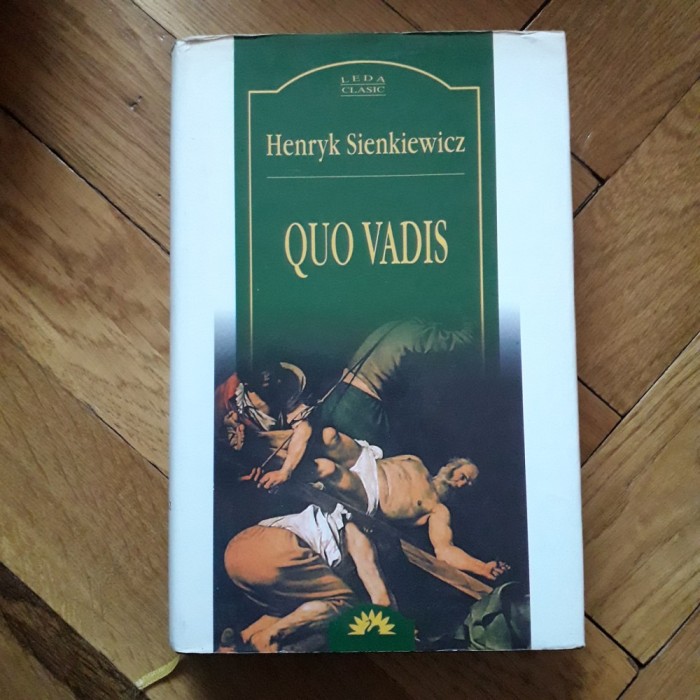 LEDA
CLASIC
Henryk Sienkiewicz
QUO VADIS